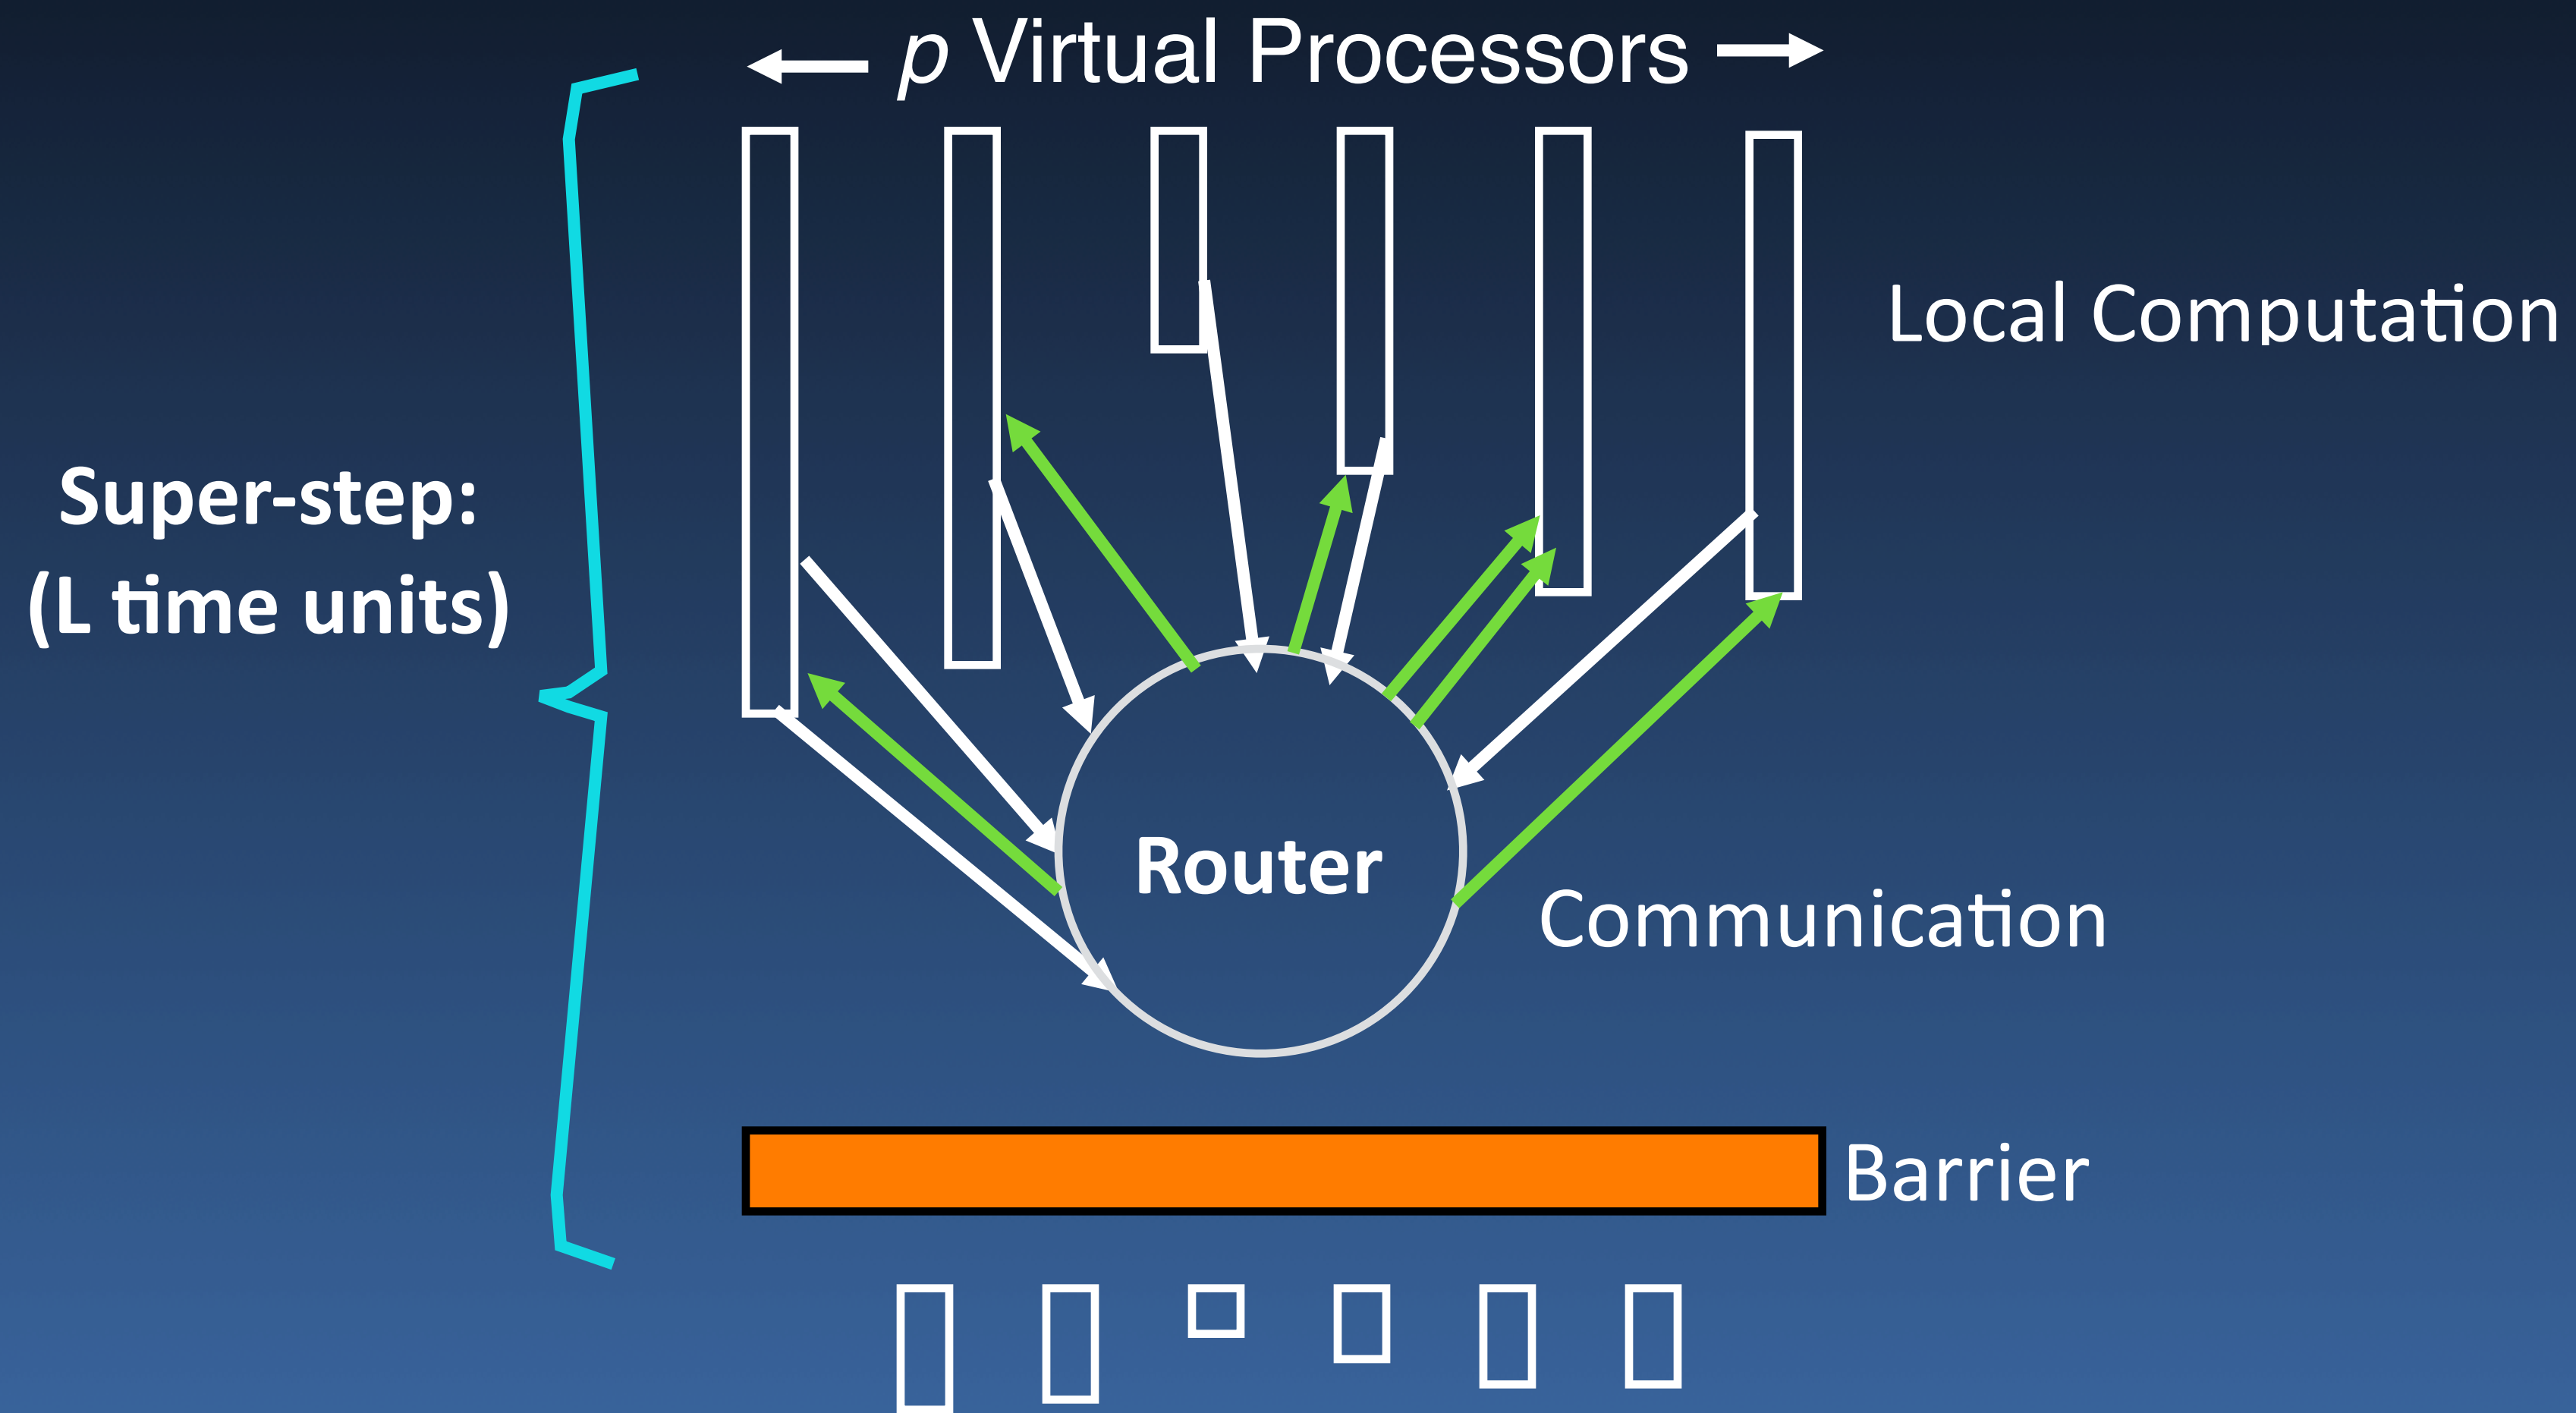 p Virtual Processors
Local Computation
Super-step:
(L time units)
Router
Communication
Barrier